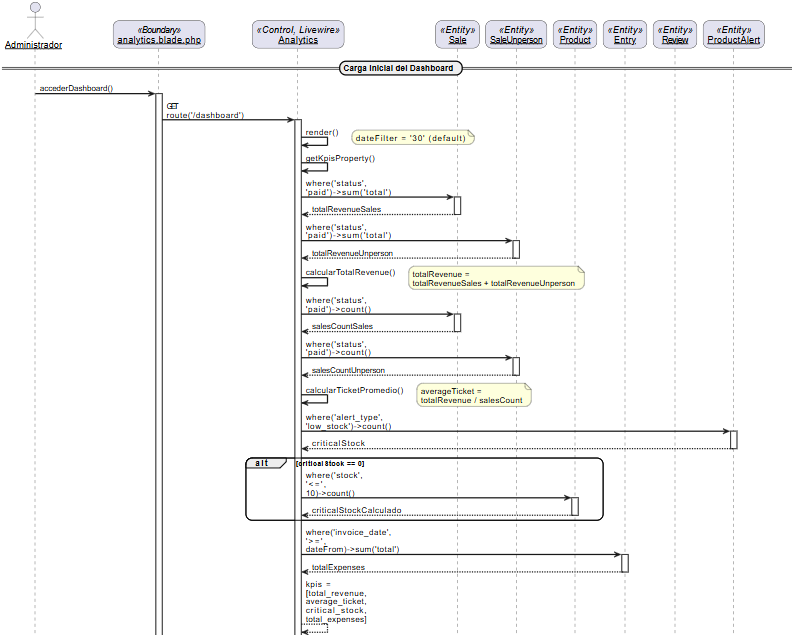 Administrador
«Boundary»
analytics.blade.php
«Control, Livewire»
Analytics
«Entity»
Sale
«Entity»
SaleUnperson
«Entity»
Product
«Entity»
Entry
«Entity»
Review
«Entity»
ProductAlert
Carga Inicial del Dashboard
accederDashboard()
GET
route('/dashboard')
render()
dateFilter = '30' (default)
getKpisProperty()
where('status',
'paid')->sum('total')
totalRevenueSales
where('status',
'paid')->sum('total')
totalRevenueUnperson
calcularTotalRevenue()
totalRevenue =
totalRevenueSales + totalRevenueUnperson
where('status',
'paid')->count()
salesCountSales
where('status',
'paid')->count()
salesCountUnperson
calcularTicketPromedio()
averageTicket =
totalRevenue / salesCount
where('alert_type',
'low_stock')->count()
criticalStock
alt
[criticalStock == 0]
where('stock',
'<=',
10)->count()
criticalStockCalculado
where('invoice_date',
'>=',
dateFrom)->sum('total')
totalExpenses
kpis =
[total_revenue,
average_ticket,
critical_stock,
total_expenses]